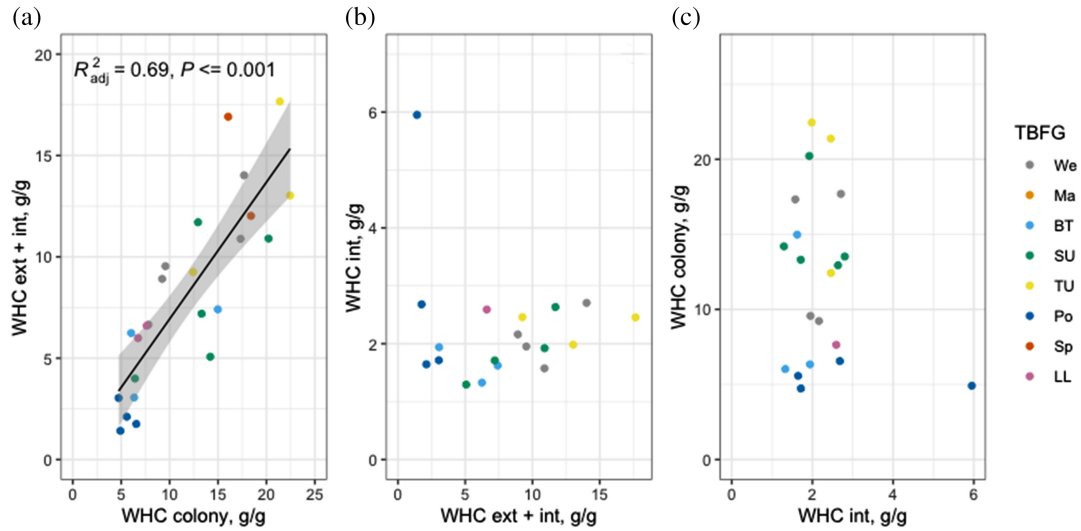 (a)
(b)
(c)
R²adj = 0.69, P <= 0.001
20
15
10
5
0
WHC ext + int, g/g
0 5 10 15 20 25
WHC colony, g/g
6
4
2
0
WHC int, g/g
0 5 10 15
WHC ext + int, g/g
20
10
0
WHC colony, g/g
0 2 4 6
WHC int, g/g
TBFG
We
Ma
BT
SU
TU
Po
Sp
LL